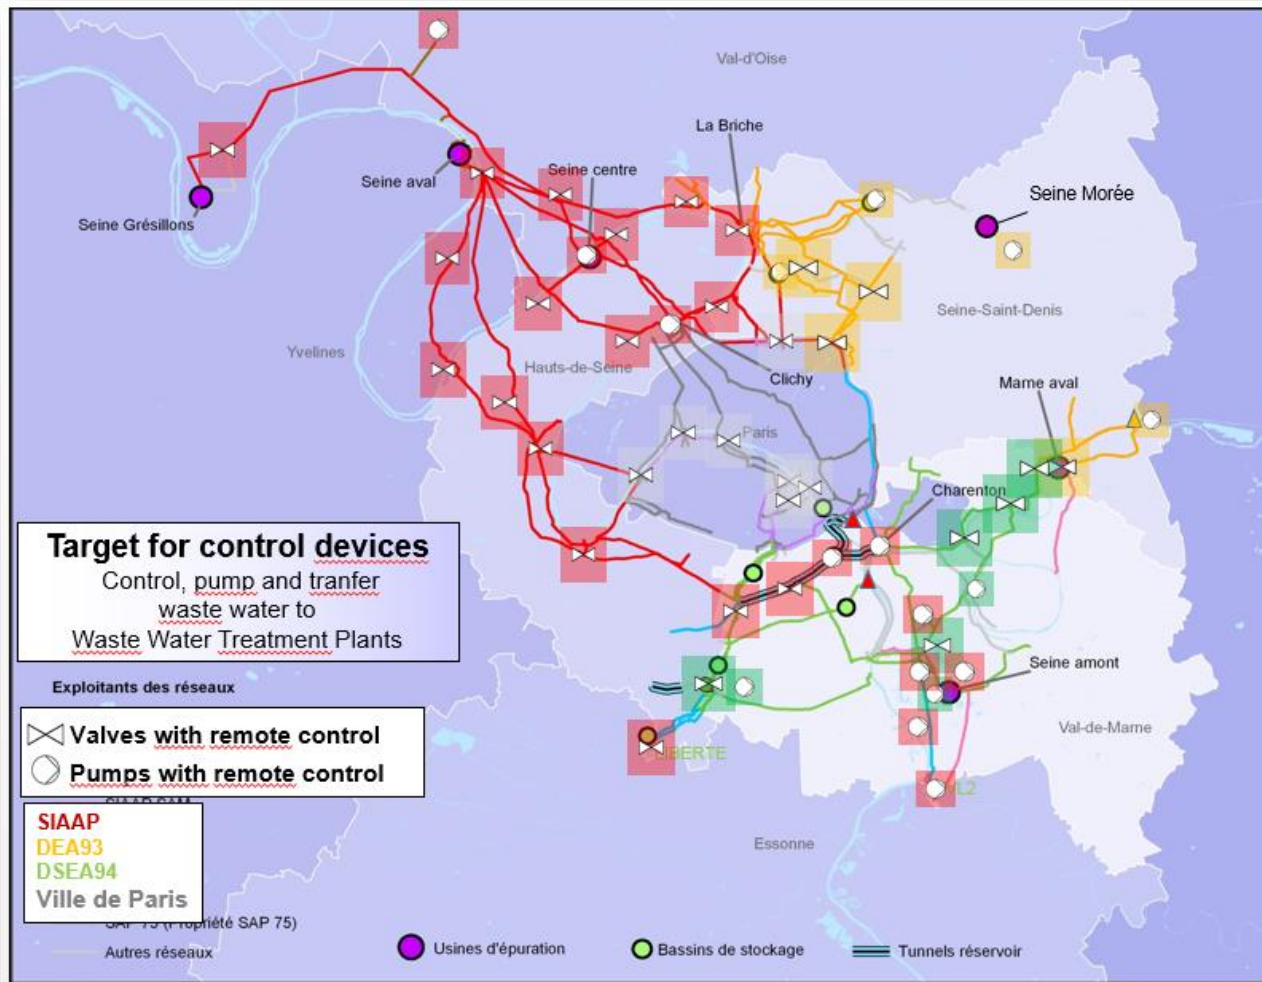 Val-d'Oise
La Briche
Seine centre
Seine aval
Seine Morée
Seine Grésillons
Seine-Saint-Denis
Yvelines
Hauts-de-Seine
Clichy
Marne aval
Paris
Charenton
Target for control devices
Control, pump and tranfer
waste water to
Waste Water Treatment Plants
Seine amont
Exploitants des réseaux
Val-de-Marne
Valves with remote control
LIBERTE
Pumps with remote control
VL2
SIAAP SAM
SIAAP
DEA93
DSEA94
Ville de Paris
Essonne
SAP 75 (Propriété SAP 75)
Autres réseaux
Usines d'épuration
Bassins de stockage
Tunnels réservoir